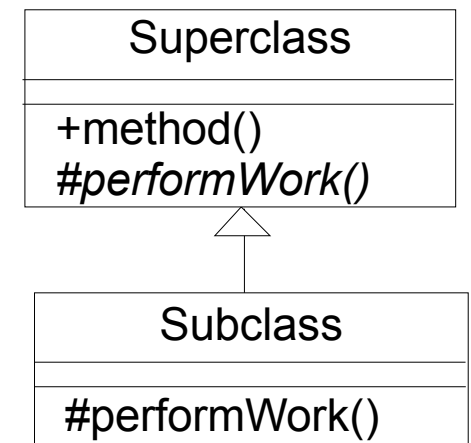 Superclass
+method()
#performWork()
Subclass
#performWork()